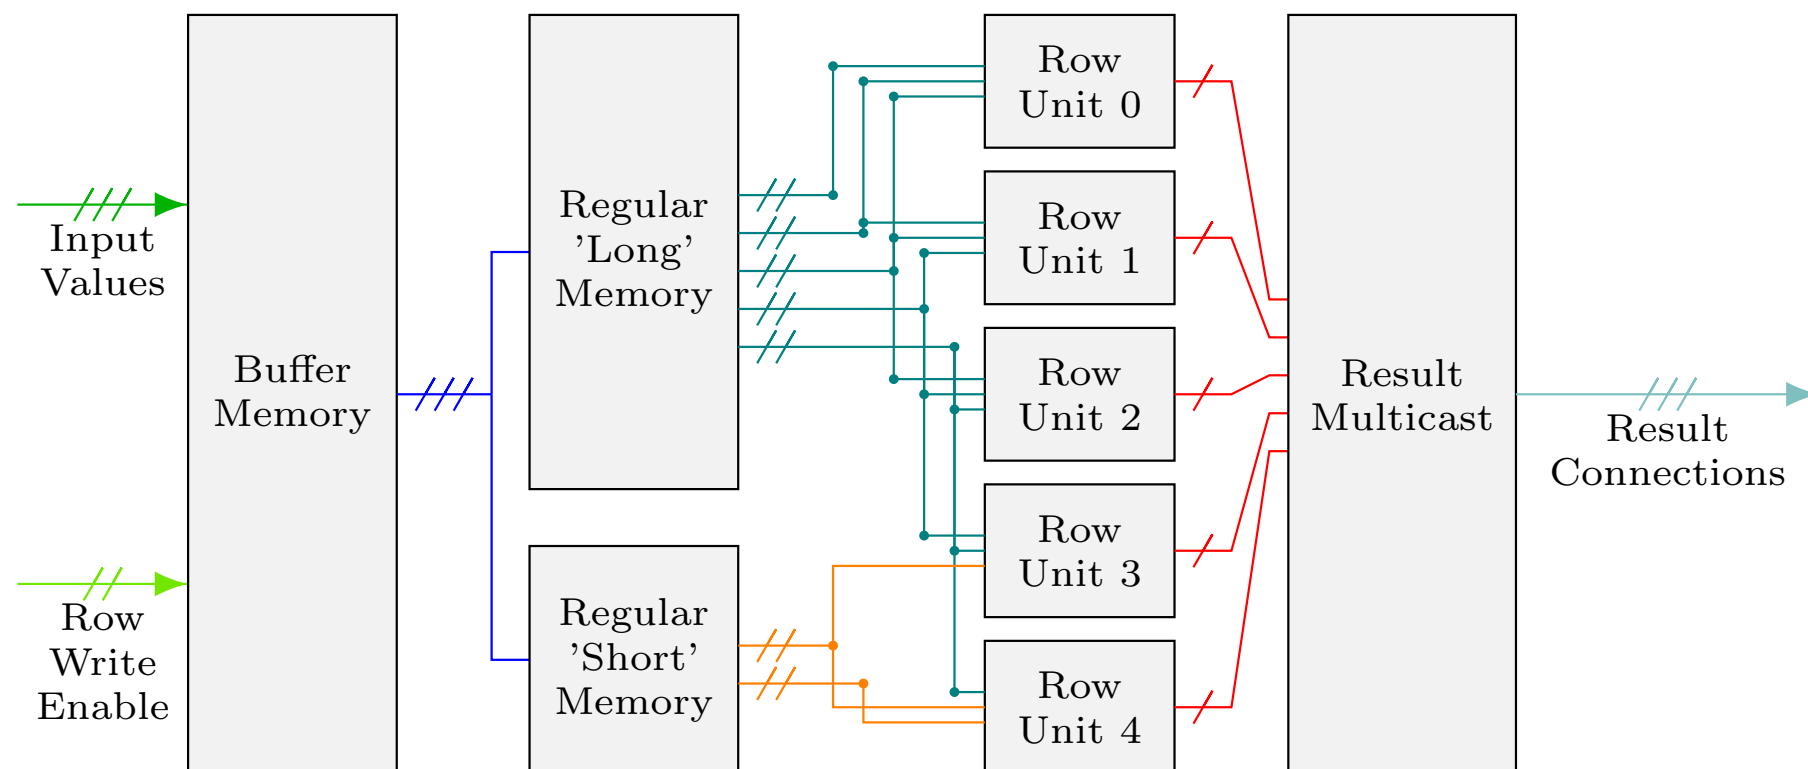 Input
Values
Row
Write
Enable
Buffer
Memory
Regular
'Long'
Memory
Regular
'Short'
Memory
Row
Unit 0
Row
Unit 1
Row
Unit 2
Row
Unit 3
Row
Unit 4
Result
Multicast
Result
Connections